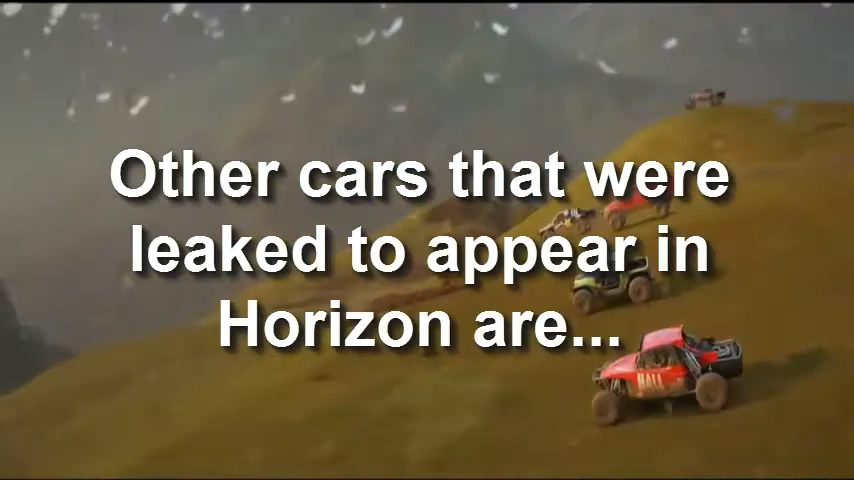 Other cars that were
leaked to appear in
Horizon are...
HALL